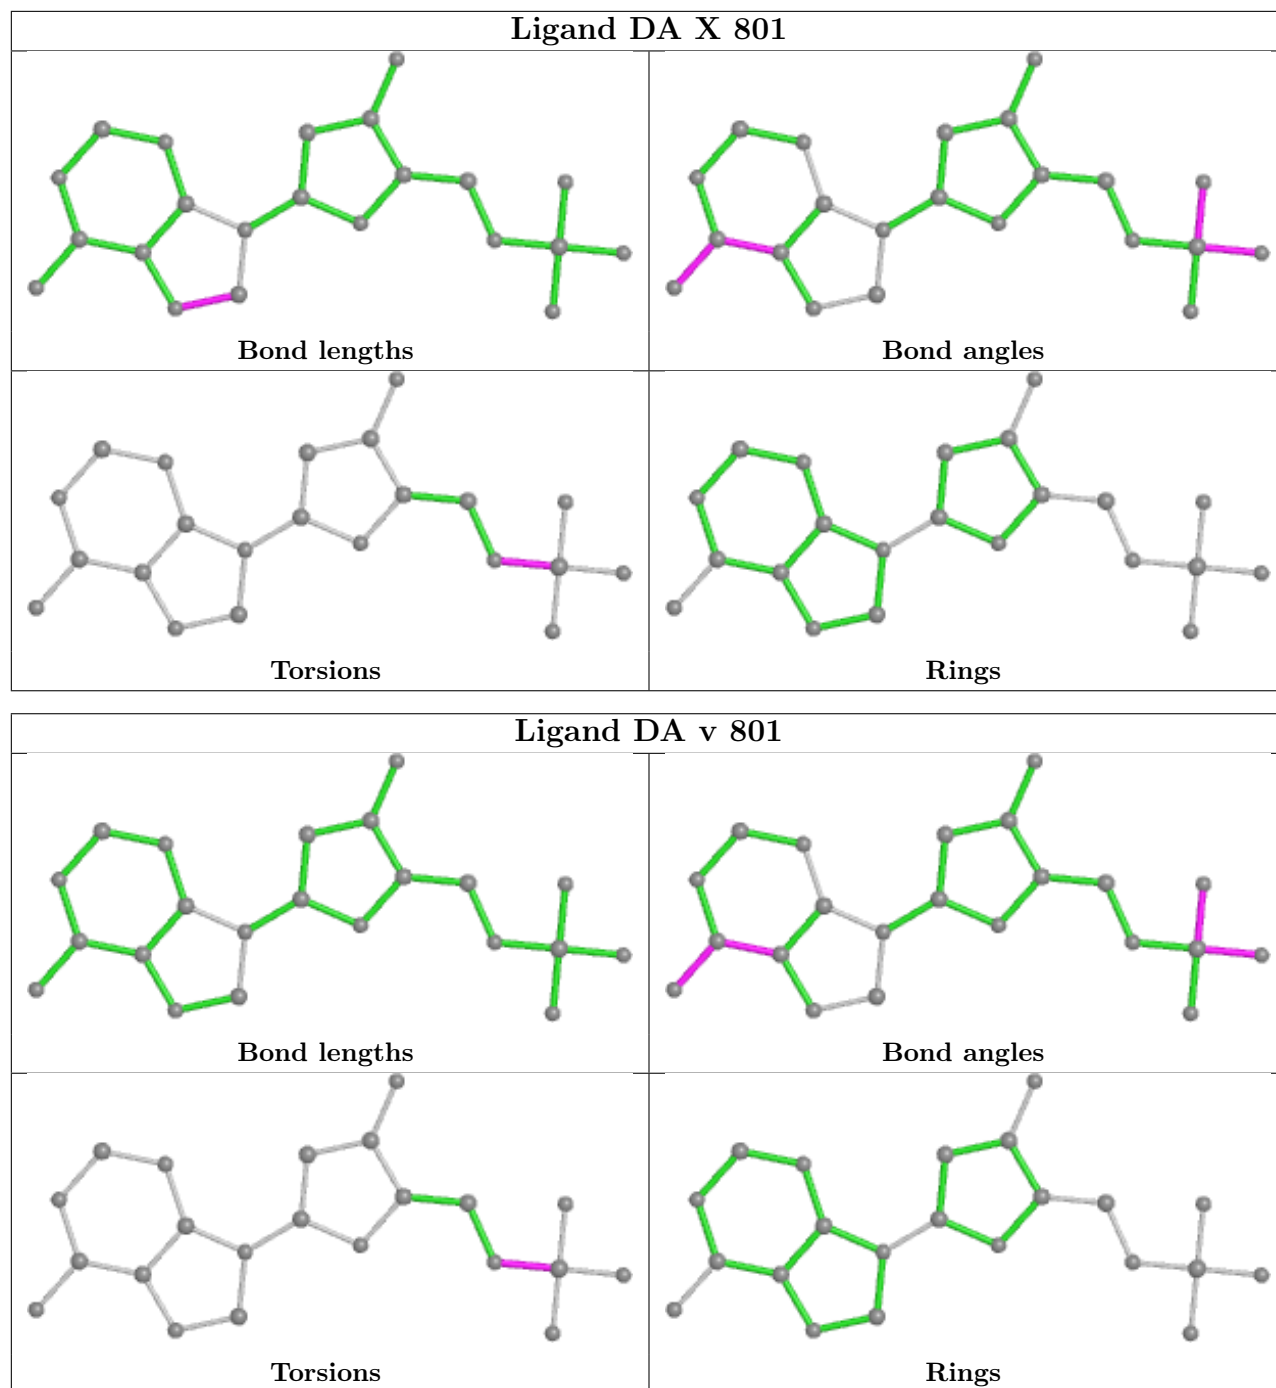 Ligand DA X 801
Bond lengths
Bond angles
Torsions
Rings
Ligand DA v 801
Bond lengths
Bond angles
Torsions
Rings